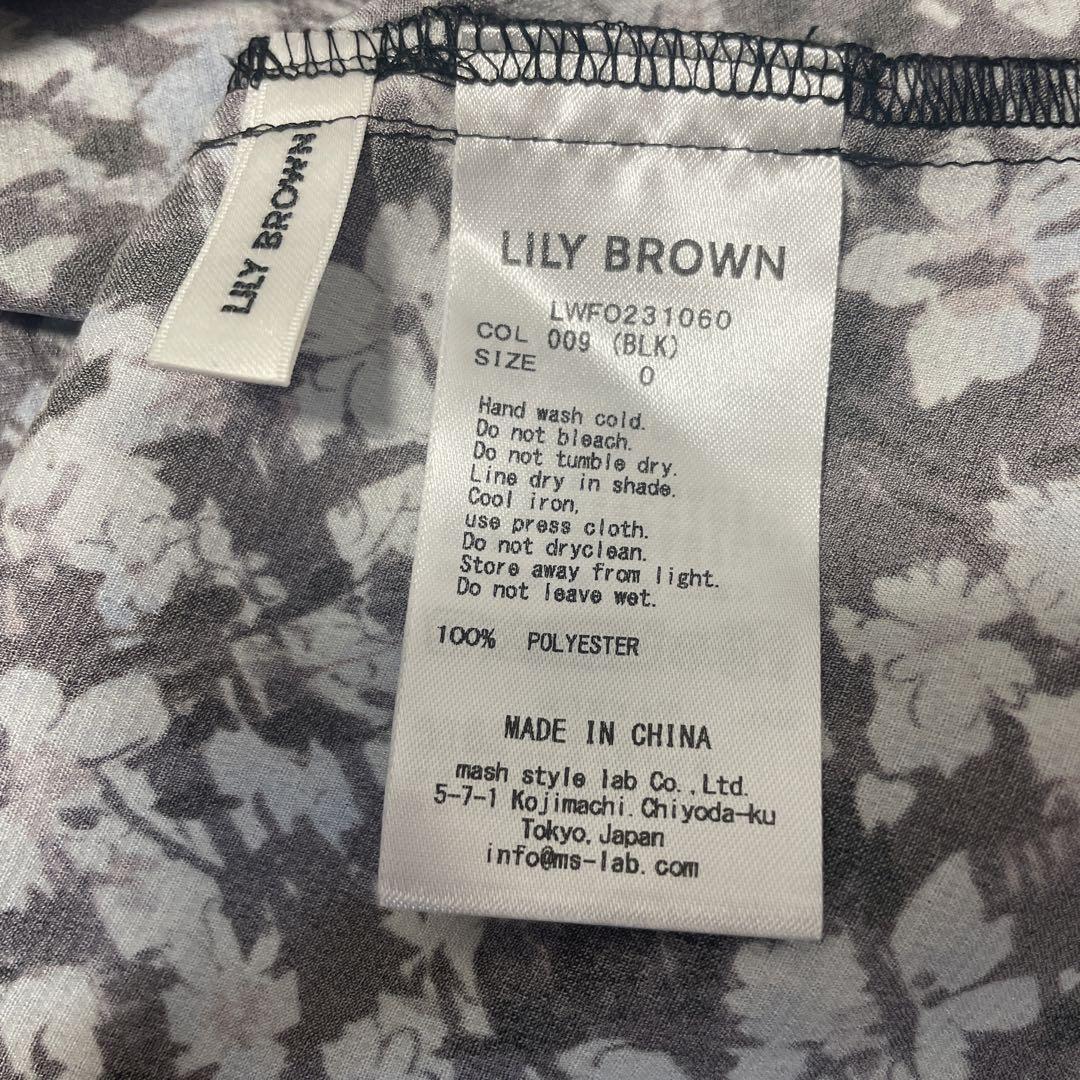 LILY BROWN
LILY BROWN
LWFO231060
COL 009 (BLK)
SIZE 0
Hand wash cold.
Do not bleach.
Do not tumble dry.
Line dry in shade.
Cool iron,
use press cloth.
Do not dryclean.
Store away from light.
Do not leave wet.
100% POLYESTER
MADE IN CHINA
mash style lab Co.,Ltd.
5-7-1 Kojimachi.Chiyoda-ku
Tokyo.Japan
info@ms-lab.com